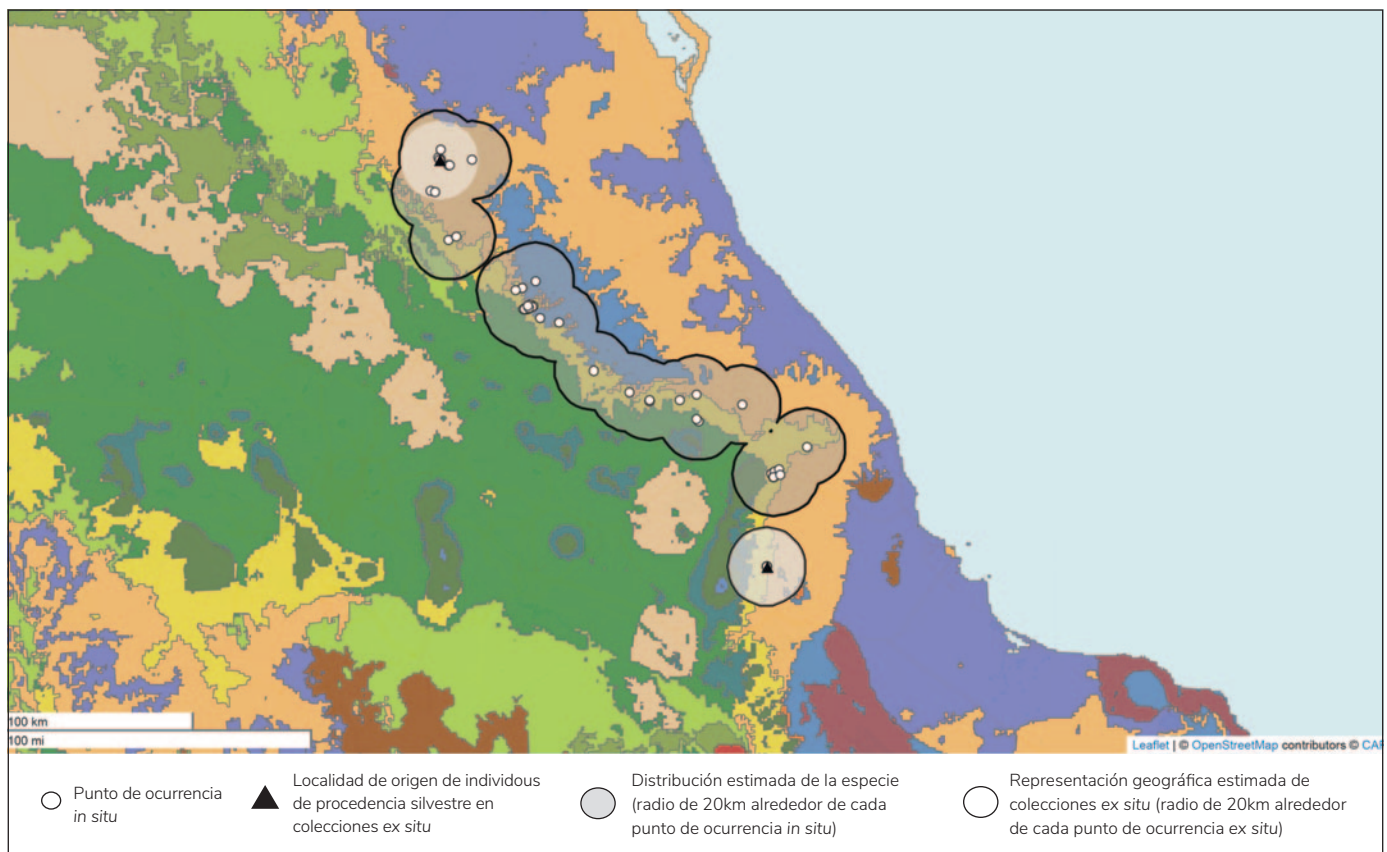 100 km
100 mi
Leaflet | © OpenStreetMap contributors © CAR
Punto de ocurrencia
in situ
Localidad de origen de individous
de procedencia silvestre en
colecciones ex situ
Distribución estimada de la especie
(radio de 20km alrededor de cada
punto de ocurrencia in situ)
Representación geográfica estimada de
colecciones ex situ (radio de 20km alrededor
de cada punto de ocurrencia ex situ)